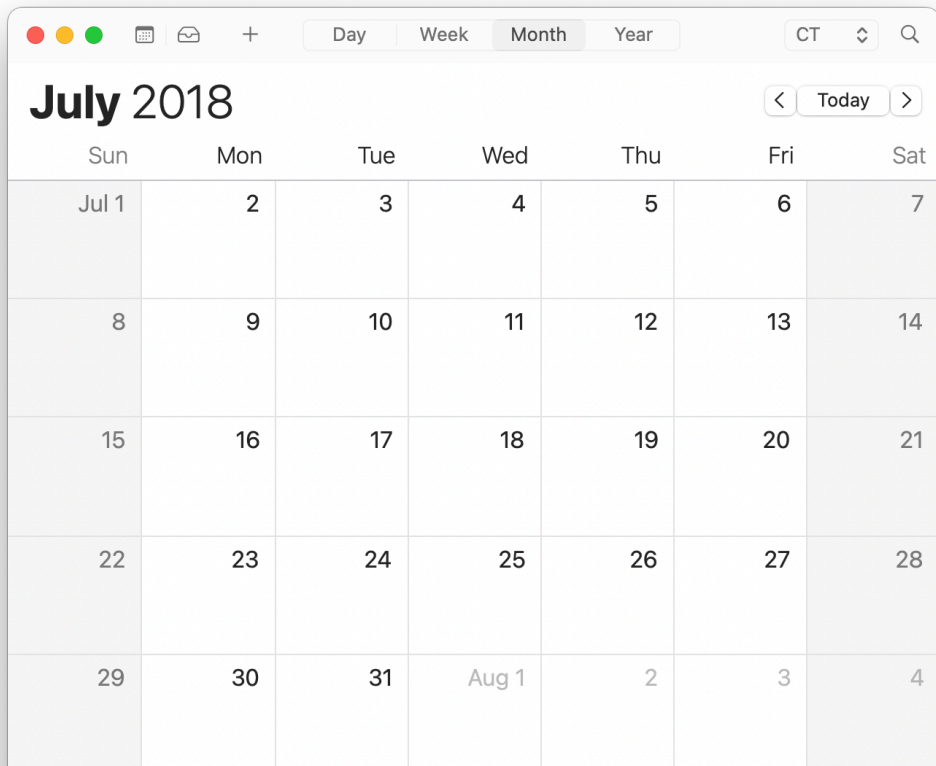 Day Week Month Year CT
July 2018
Today
Sun Mon Tue Wed Thu Fri Sat
Jul 1 2 3 4 5 6 7
8 9 10 11 12 13 14
15 16 17 18 19 20 21
22 23 24 25 26 27 28
29 30 31 Aug 1 2 3 4